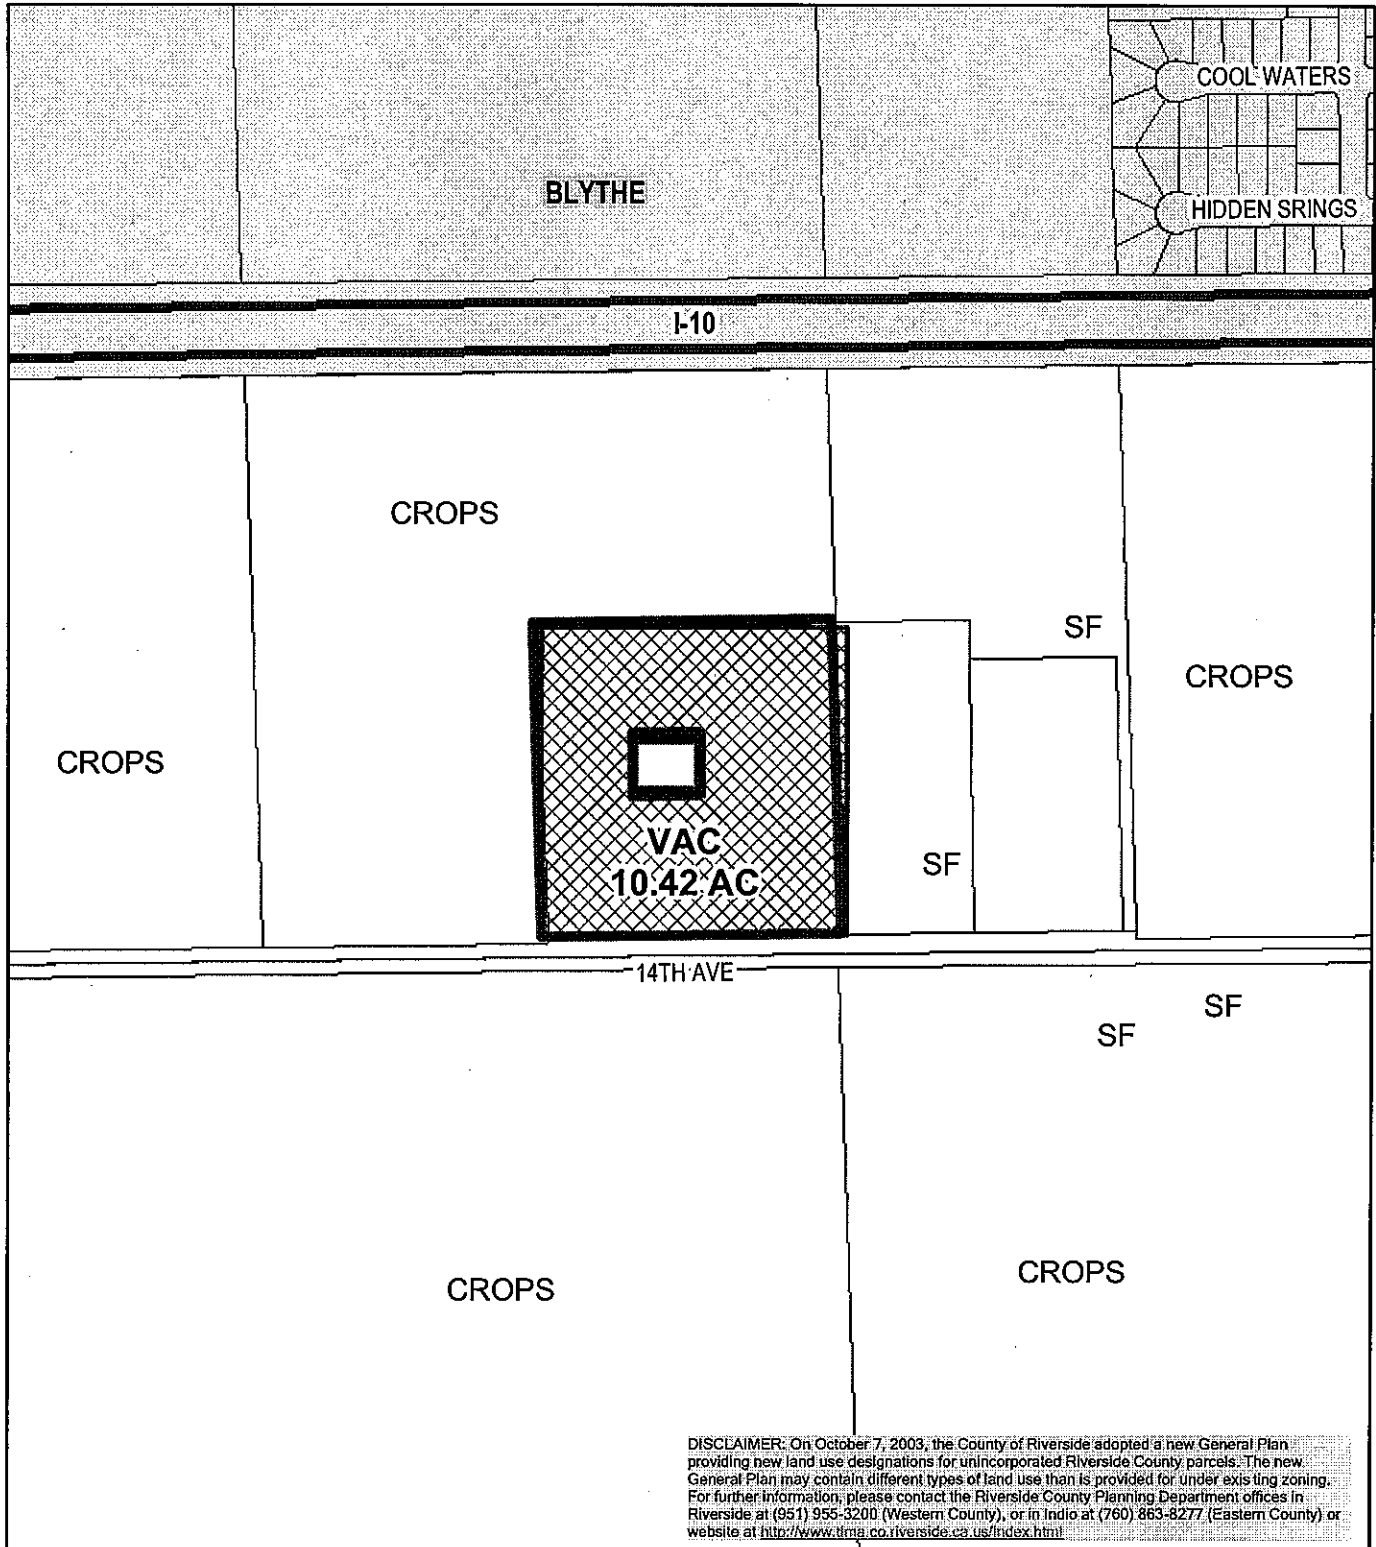 COOL WATERS
BLYTHE
HIDDEN SRINGS
I-10
CROPS
SF
CROPS
CROPS
VAC
10.42 AC
SF
14TH AVE
SF
SF
CROPS
CROPS
DISCLAIMER: On October 7, 2003, the County of Riverside adopted a new General Plan
providing new land use designations for unincorporated Riverside County parcels. The new
General Plan may contain different types of land use than is provided for under existing zoning.
For further information, please contact the Riverside County Planning Department offices in
Riverside at (951) 955-3200 (Western County), or in Indio at (760) 863-8277 (Eastern County) or
website at http://www.tlma.co.riverside.ca.us/index.html